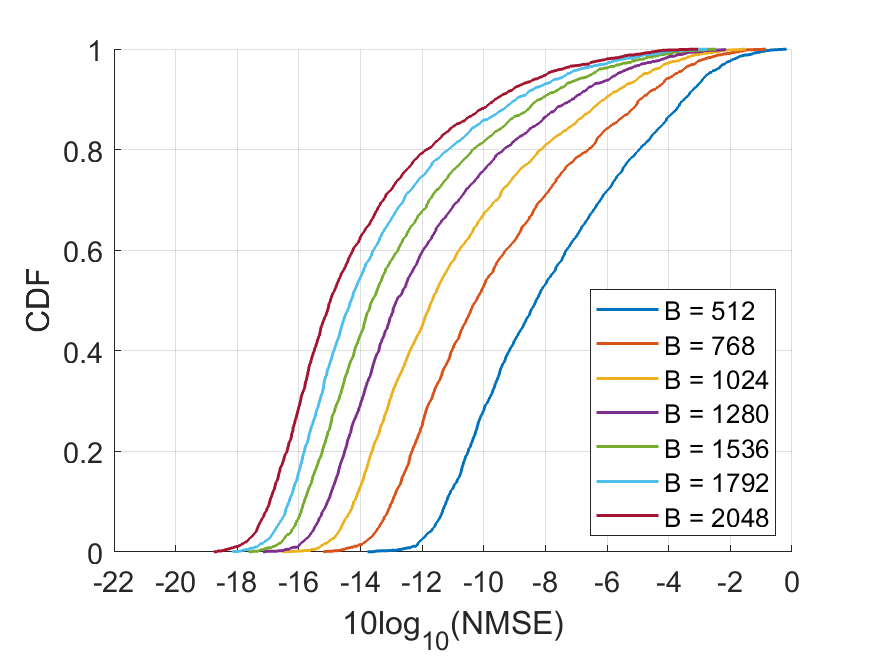 1
0.8
0.6
0.4
0.2
0
CDF
-22 -20 -18 -16 -14 -12 -10 -8 -6 -4 -2 0
10log10(NMSE)
B = 512
B = 768
B = 1024
B = 1280
B = 1536
B = 1792
B = 2048